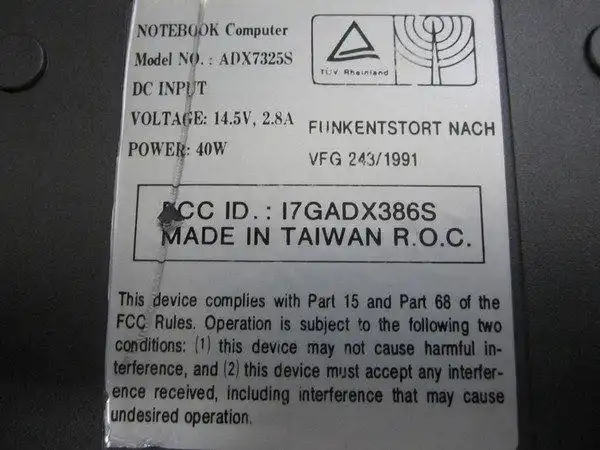 NOTEBOOK Computer
Model NO.: ADX7325S
DC INPUT
VOLTAGE: 14.5V, 2.8A
POWER: 40W
TÜV Rheinland
FUNKENTSTORT NACH
VFG 243/1991
FCC ID.: I7GADX386S
MADE IN TAIWAN R.O.C.
This device complies with Part 15 and Part 68 of the
FCC Rules. Operation is subject to the following two
conditions: (1) this device may not cause harmful in-
terference, and (2) this device must accept any interfer-
ence received, including interference that may cause
undesired operation.